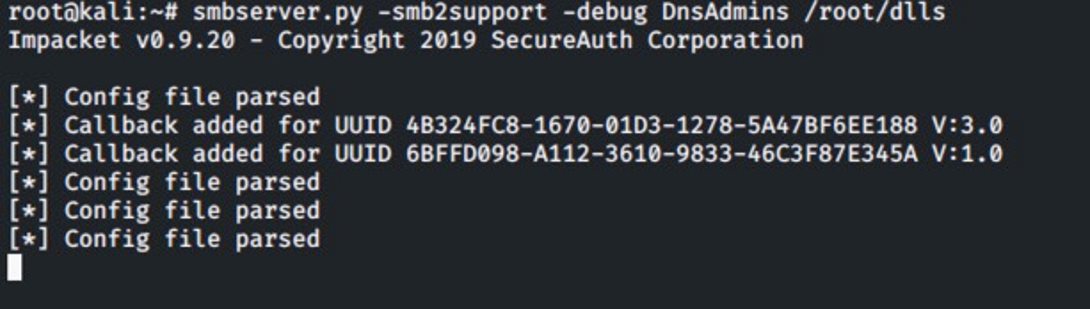 root@kali:~# smbserver.py -smb2support -debug DnsAdmins /root/dlls
Impacket v0.9.20 - Copyright 2019 SecureAuth Corporation
[*] Config file parsed
[*] Callback added for UUID 4B324FC8-1670-01D3-1278-5A47BF6EE188 V:3.0
[*] Callback added for UUID 6BFFD098-A112-3610-9833-46C3F87E345A V:1.0
[*] Config file parsed
[*] Config file parsed
[*] Config file parsed